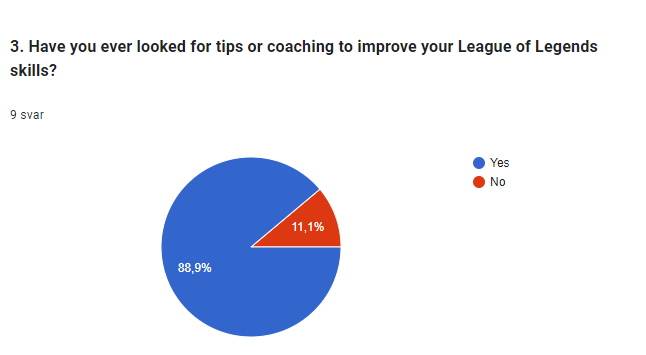 3. Have you ever looked for tips or coaching to improve your League of Legends
skills?
9 svar
Yes
No
11,1%
88,9%